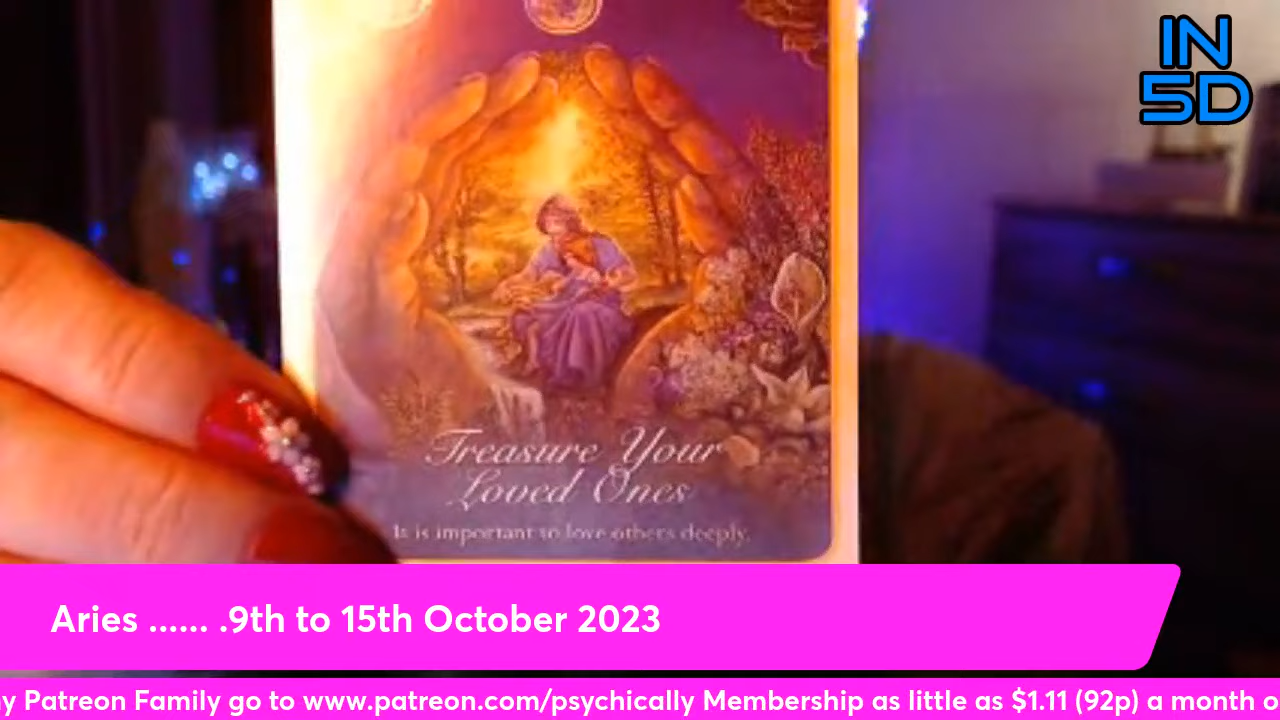 IN
5D
Treasure Your
Loved Ones
It is important to love others deeply.
Aries ...... .9th to 15th October 2023
y Patreon Family go to www.patreon.com/psychically Membership as little as $1.11 (92p) a month o